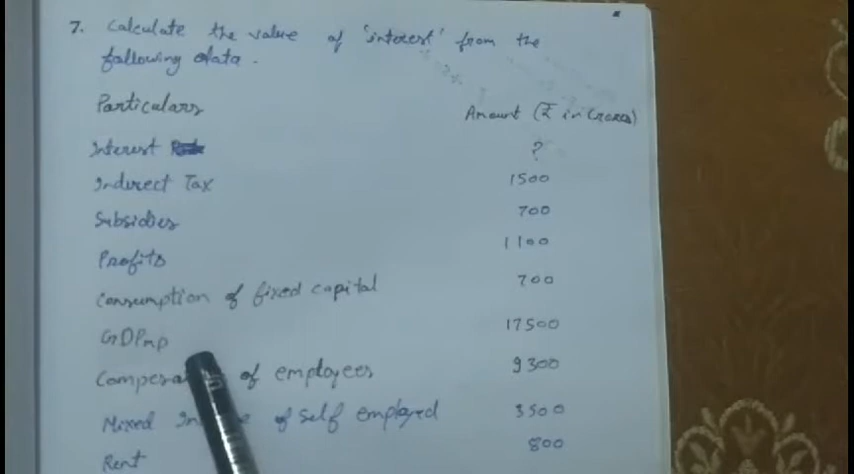 7. Calculate the value of 'interest' from the
following data.
Particulars Amount (₹ in Crores)
Interest ?
Indirect Tax 1500
Subsidies 700
Profits 1100
Consumption of fixed capital 700
GDPmp 17500
of employees 9300
Mixed of self employed 3500
Rent 800